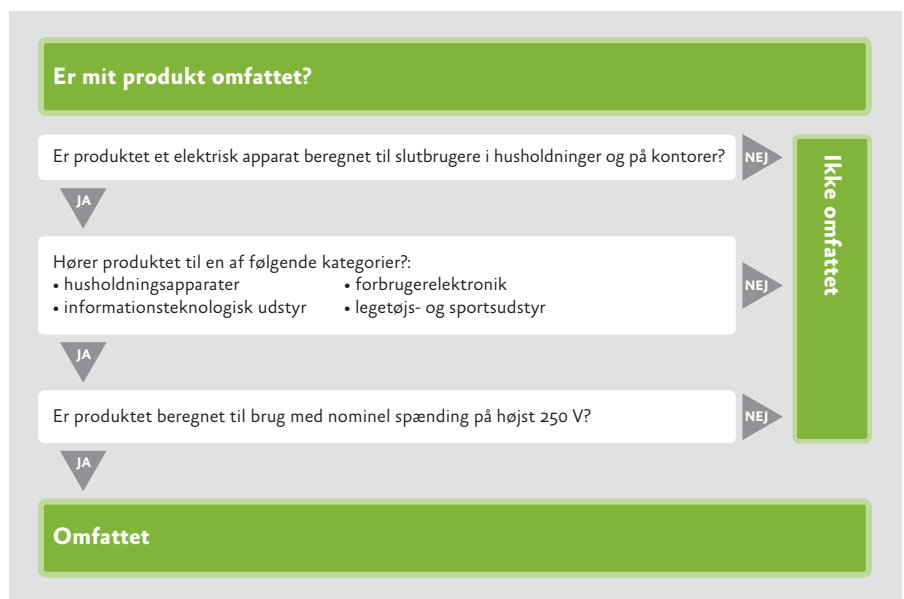 Er mit produkt omfattet?
Er produktet et elektrisk apparat beregnet til slutbrugere i husholdninger og på kontorer?
NEJ
JA
Hører produktet til en af følgende kategorier?:
• husholdningsapparater • forbrugerelektronik
• informationsteknologisk udstyr • legetøjs- og sportsudstyr
NEJ
JA
Er produktet beregnet til brug med nominel spænding på højst 250 V?
NEJ
JA
Ikke omfattet
Omfattet